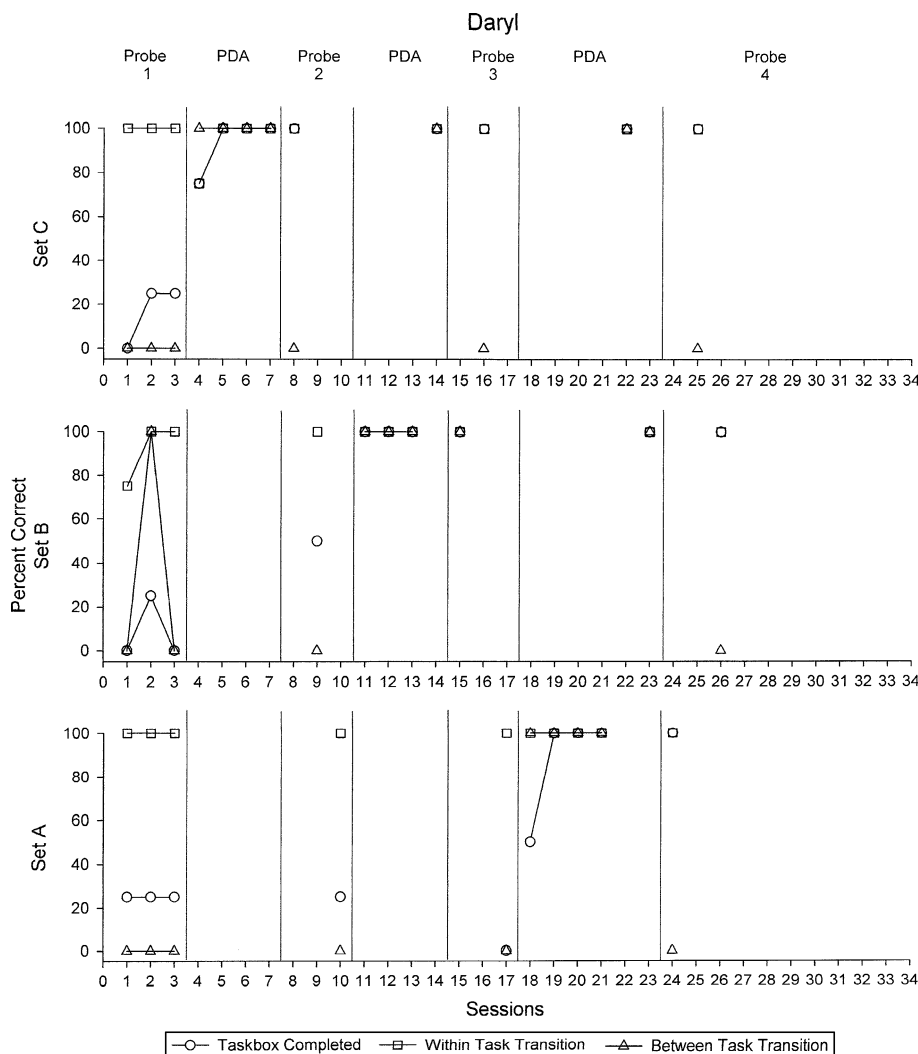 Daryl
Probe 1 PDA Probe 2 PDA Probe 3 PDA Probe 4
Set C
100
80
60
40
20
0
0 1 2 3 4 5 6 7 8 9 10 11 12 13 14 15 16 17 18 19 20 21 22 23 24 25 26 27 28 29 30 31 32 33 34
Percent Correct
Set B
100
80
60
40
20
0
0 1 2 3 4 5 6 7 8 9 10 11 12 13 14 15 16 17 18 19 20 21 22 23 24 25 26 27 28 29 30 31 32 33 34
Set A
100
80
60
40
20
0
0 1 2 3 4 5 6 7 8 9 10 11 12 13 14 15 16 17 18 19 20 21 22 23 24 25 26 27 28 29 30 31 32 33 34
Sessions
Taskbox Completed Within Task Transition Between Task Transition